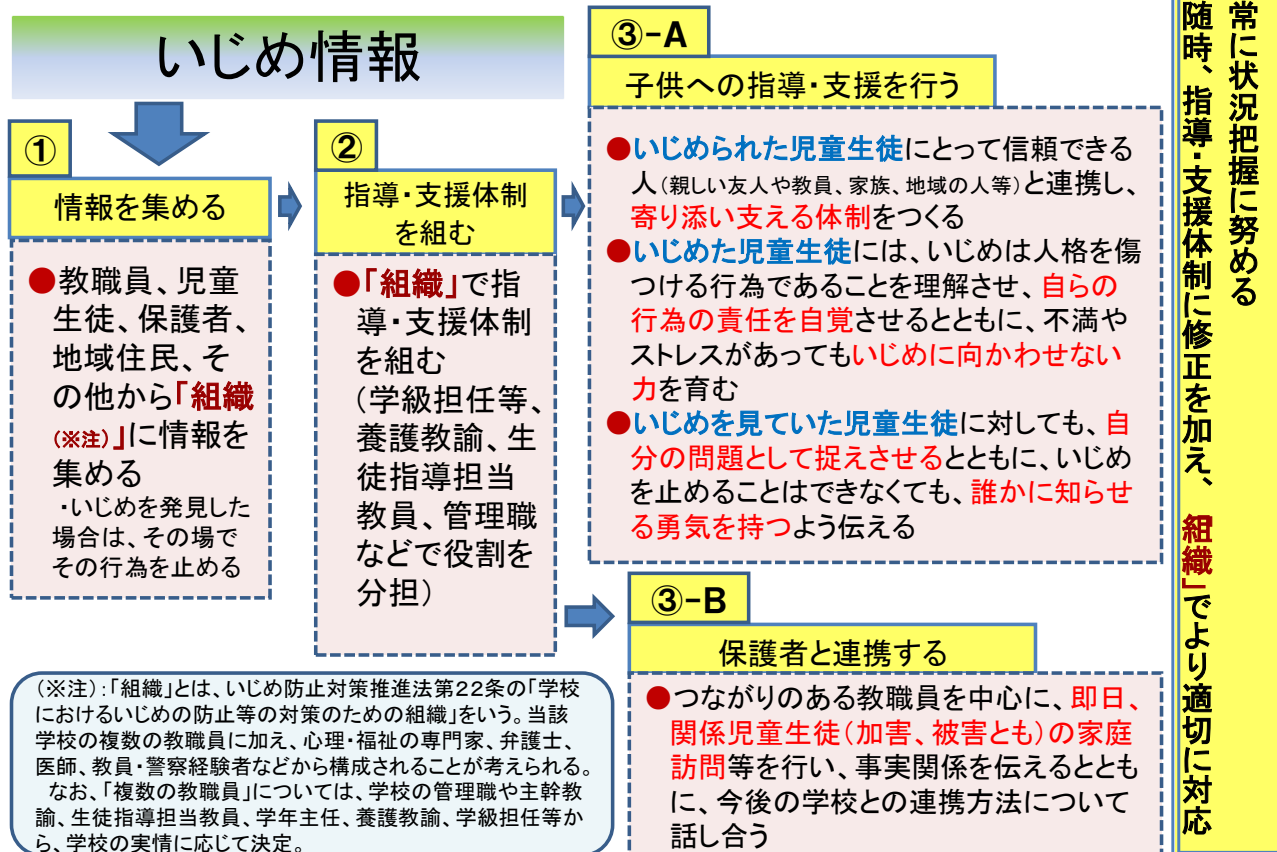 いじめ情報
①
情報を集める
●教職員、児童
生徒、保護者、
地域住民、そ
の他から「組織
(※注)」に情報を
集める
・いじめを発見した
場合は、その場で
その行為を止める
②
指導・支援体制
を組む
●「組織」で指
導・支援体制
を組む
(学級担任等、
養護教諭、生
徒指導担当
教員、管理職
などで役割を
分担)
③-A
子供への指導・支援を行う
●いじめられた児童生徒にとって信頼できる
人(親しい友人や教員、家族、地域の人等)と連携し、
寄り添い支える体制をつくる
●いじめた児童生徒には、いじめは人格を傷
つける行為であることを理解させ、自らの
行為の責任を自覚させるとともに、不満や
ストレスがあってもいじめに向かわせない
力を育む
●いじめを見ていた児童生徒に対しても、自
分の問題として捉えさせるとともに、いじめ
を止めることはできなくても、誰かに知らせ
る勇気を持つよう伝える
③-B
保護者と連携する
●つながりのある教職員を中心に、即日、
関係児童生徒(加害、被害とも)の家庭
訪問等を行い、事実関係を伝えるととも
に、今後の学校との連携方法について
話し合う
(※注):「組織」とは、いじめ防止対策推進法第22条の「学校
におけるいじめの防止等の対策のための組織」をいう。当該
学校の複数の教職員に加え、心理・福祉の専門家、弁護士、
医師、教員・警察経験者などから構成されることが考えられる。
なお、「複数の教職員」については、学校の管理職や主幹教
諭、生徒指導担当教員、学年主任、養護教諭、学級担任等か
ら、学校の実情に応じて決定。
常に状況把握に努める
随時、指導・支援体制に修正を加え、組織」でより適切に対応